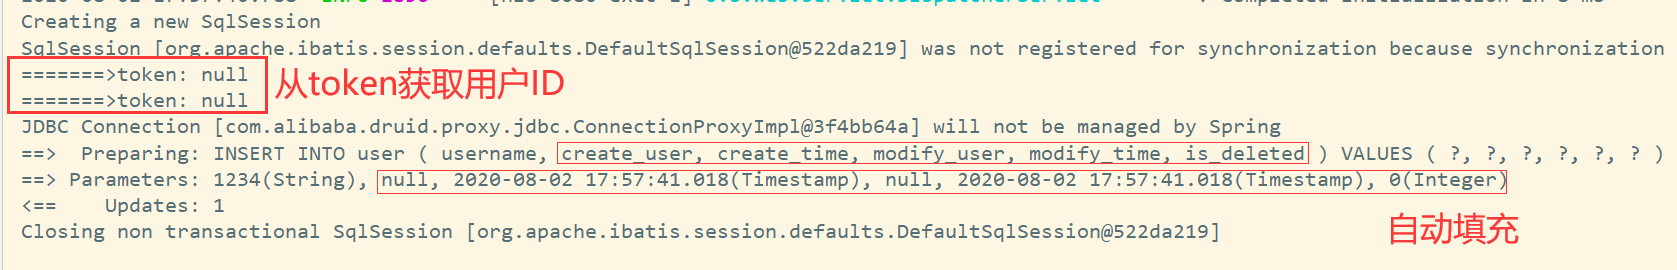 Creating a new SqlSession
SqlSession [org.apache.ibatis.session.defaults.DefaultSqlSession@522da219] was not registered for synchronization because synchronization
=======>token: null
=======>token: null
从token获取用户ID
JDBC Connection [com.alibaba.druid.proxy.jdbc.ConnectionProxyImpl@3f4bb64a] will not be managed by Spring
==>  Preparing: INSERT INTO user ( username, create_user, create_time, modify_user, modify_time, is_deleted ) VALUES ( ?, ?, ?, ?, ?, ? )
==> Parameters: 1234(String), null, 2020-08-02 17:57:41.018(Timestamp), null, 2020-08-02 17:57:41.018(Timestamp), 0(Integer)
<==    Updates: 1
Closing non transactional SqlSession [org.apache.ibatis.session.defaults.DefaultSqlSession@522da219]
自动填充